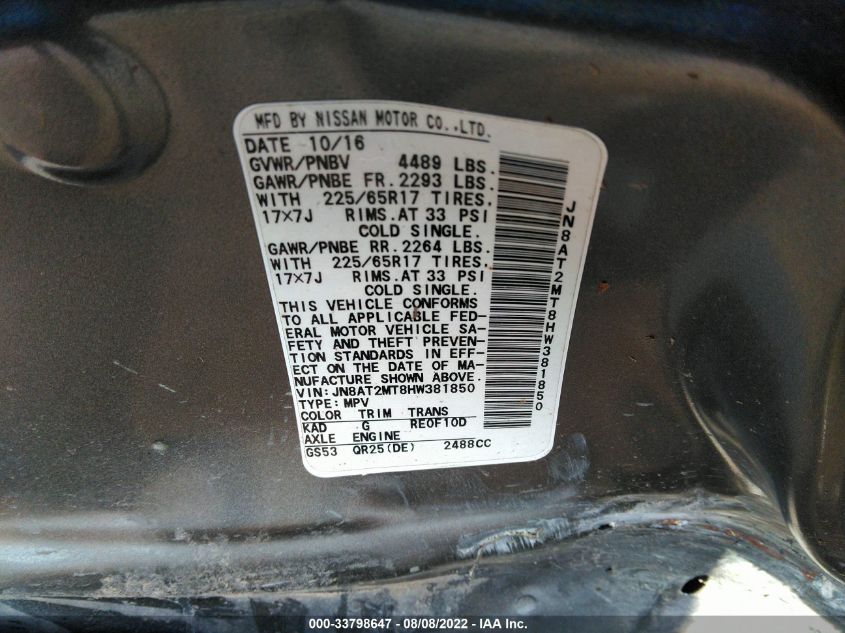 MFD BY NISSAN MOTOR CO.,LTD.
DATE 10/16
GVWR/PNBV 4489 LBS.
GAWR/PNBE FR. 2293 LBS.
WITH 225/65R17 TIRES.
17×7J RIMS. AT 33 PSI
COLD SINGLE.
GAWR/PNBE RR. 2264 LBS.
WITH 225/65R17 TIRES.
17×7J RIMS. AT 33 PSI
COLD SINGLE.
THIS VEHICLE CONFORMS
TO ALL APPLICABLE FED-
ERAL MOTOR VEHICLE SA-
FETY AND THEFT PREVEN-
TION STANDARDS IN EFF-
ECT ON THE DATE OF MA-
NUFACTURE SHOWN ABOVE.
VIN:JN8AT2MT8HW381850
TYPE: MPV
COLOR TRIM TRANS
KAD G RE0F10D
AXLE ENGINE
GS53 QR25(DE) 2488CC
JN8AT2MT8HW381850
000-33798647 - 08/08/2022 - IAA Inc.